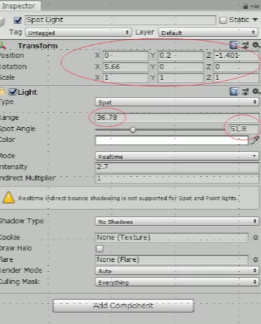 Inspector
Spot Light Static
Tag Untagged Layer Default
Transform
Position X 0 Y 0.2 Z -1.401
Rotation X 5.66 Y 0 Z 0
Scale X 1 Y 1 Z 1
Light
Type Spot
Range 36.78
Spot Angle 51.8
Color
Mode Realtime
Intensity 2.7
Indirect Multiplier 1
Realtime indirect bounce shadowing is not supported for Spot and Point lights.
Shadow Type No Shadows
Cookie None (Texture)
Draw Halo
Flare None (Flare)
Render Mode Auto
Culling Mask Everything
Add Component